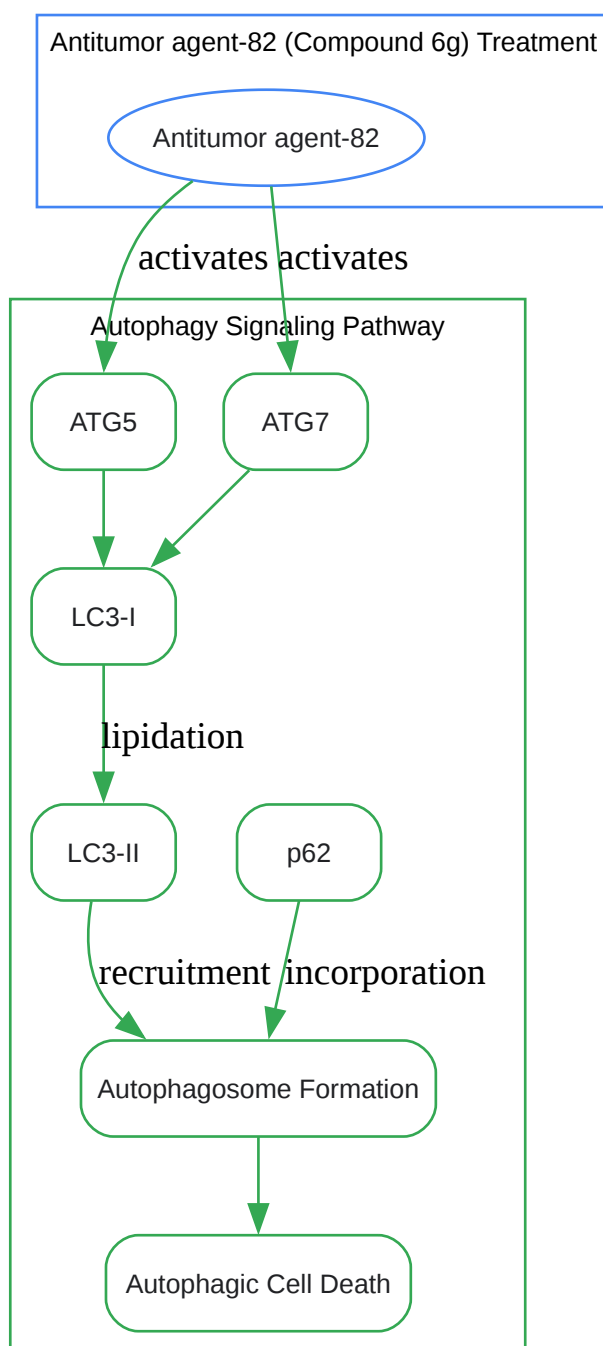 Antitumor agent-82 (Compound 6g) Treatment
Antitumor agent-82
activates activates
Autophagy Signaling Pathway
ATG5 ATG7
LC3-I
lipidation
LC3-II p62
recruitment incorporation
Autophagosome Formation
Autophagic Cell Death